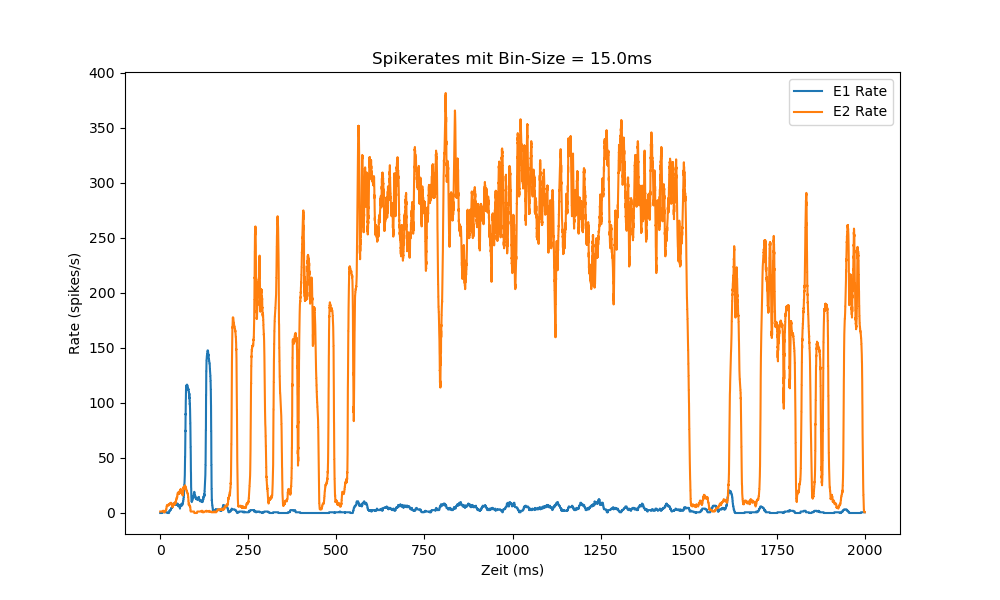 Spikerates mit Bin-Size = 15.0ms
E1 Rate
E2 Rate
400
350
300
250
200
150
100
50
0
Rate (spikes/s)
0 250 500 750 1000 1250 1500 1750 2000
Zeit (ms)